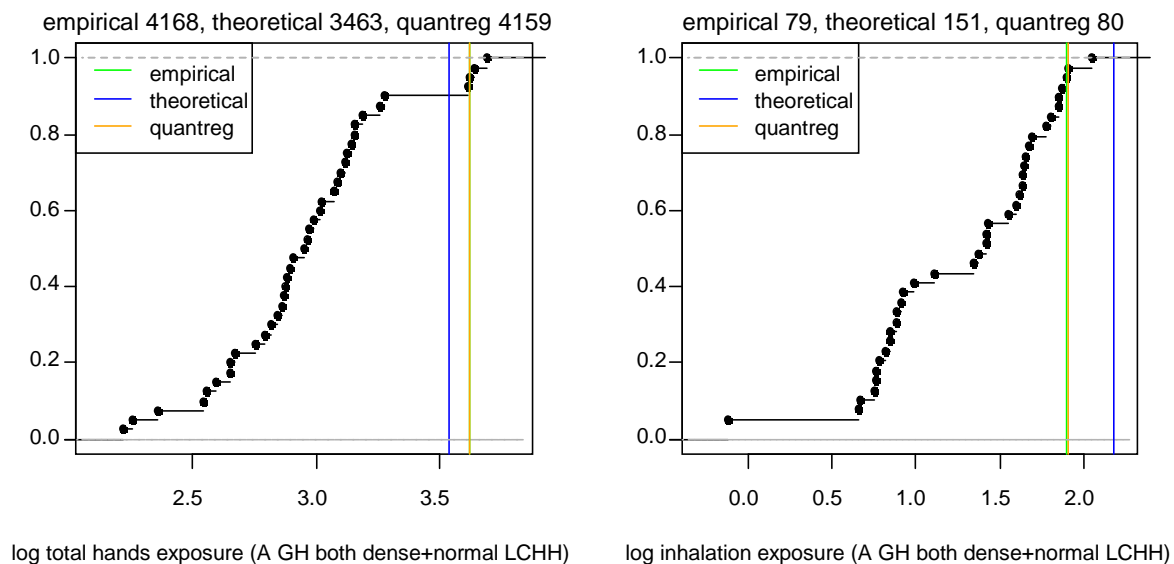 empirical 4168, theoretical 3463, quantreg 4159
1.0
0.8
0.6
0.4
0.2
0.0
empirical
theoretical
quantreg
2.5 3.0 3.5
log total hands exposure (A GH both dense+normal LCHH)
empirical 79, theoretical 151, quantreg 80
1.0
0.8
0.6
0.4
0.2
0.0
empirical
theoretical
quantreg
0.0 0.5 1.0 1.5 2.0
log inhalation exposure (A GH both dense+normal LCHH)